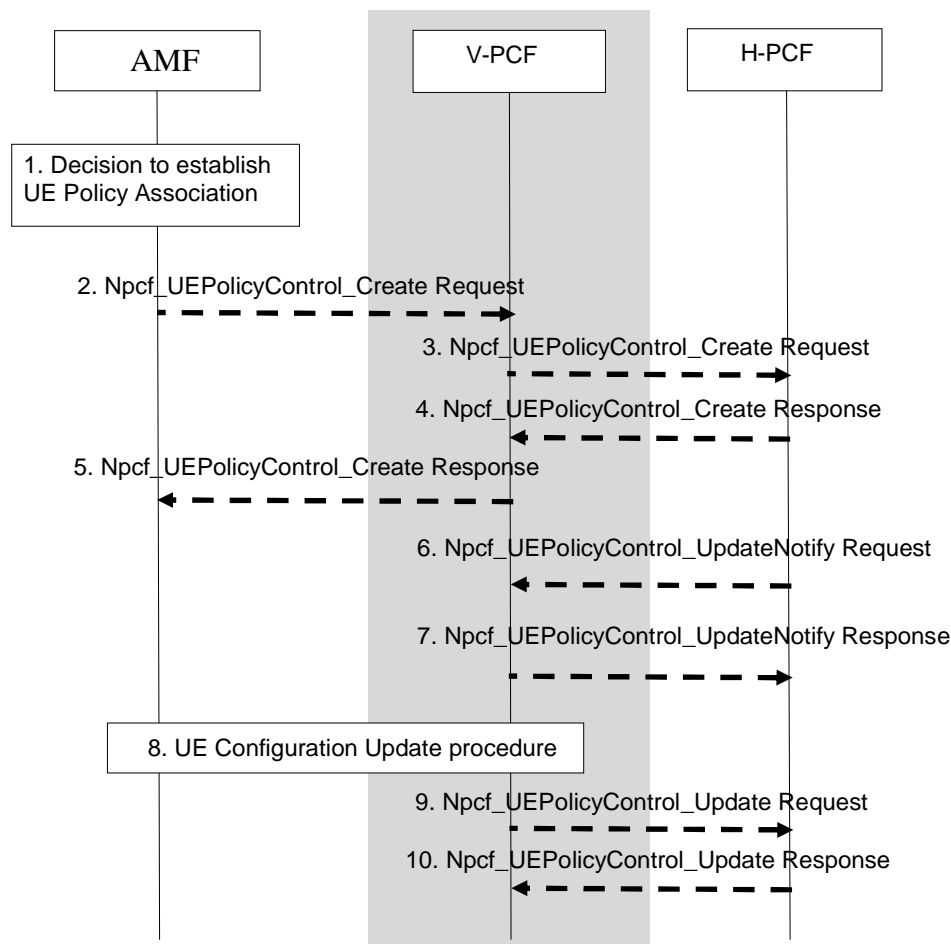 AMF
V-PCF
H-PCF
1. Decision to establish
UE Policy Association
2. Npcf_UEPolicyControl_Create Request
3. Npcf_UEPolicyControl_Create Request
4. Npcf_UEPolicyControl_Create Response
5. Npcf_UEPolicyControl_Create Response
6. Npcf_UEPolicyControl_UpdateNotify Request
7. Npcf_UEPolicyControl_UpdateNotify Response
8. UE Configuration Update procedure
9. Npcf_UEPolicyControl_Update Request
10. Npcf_UEPolicyControl_Update Response